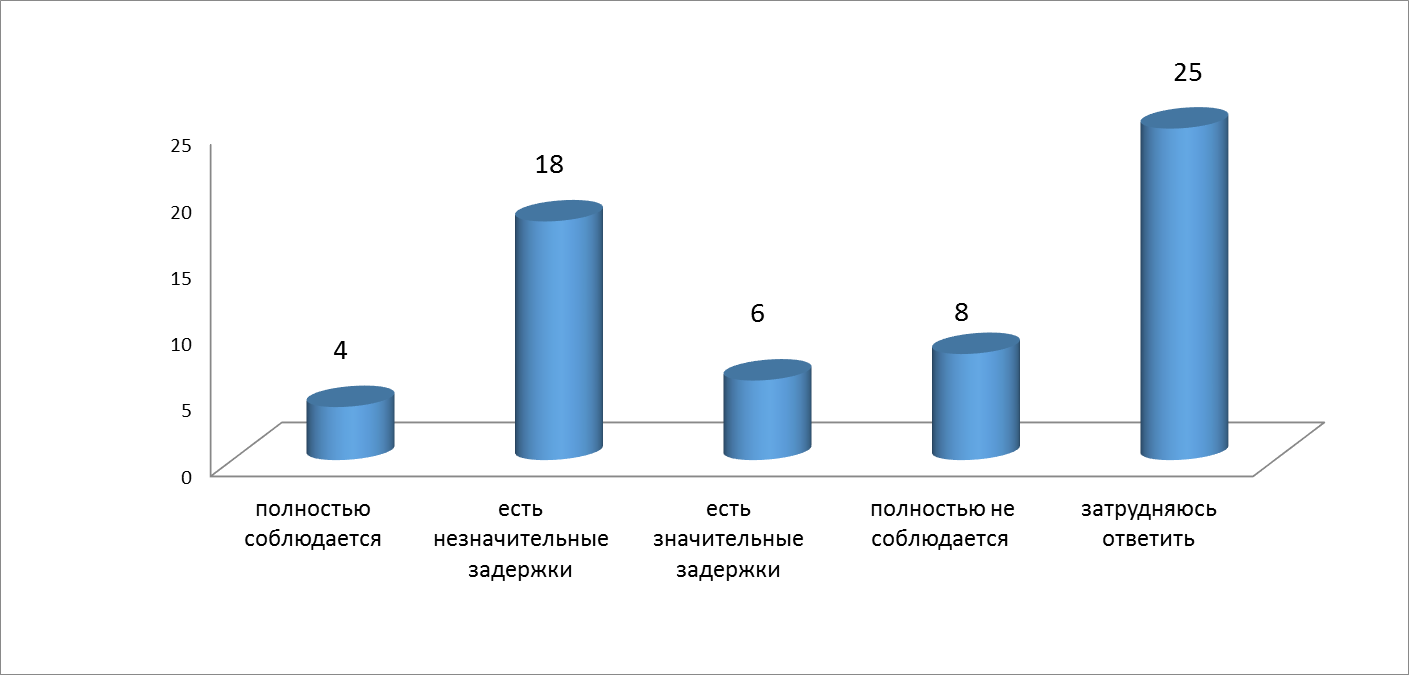 25
18
6
8
4
25
20
15
10
5
0
полностью
соблюдается
есть
незначительные
задержки
есть
значительные
задержки
полностью не
соблюдается
затрудняюсь
ответить